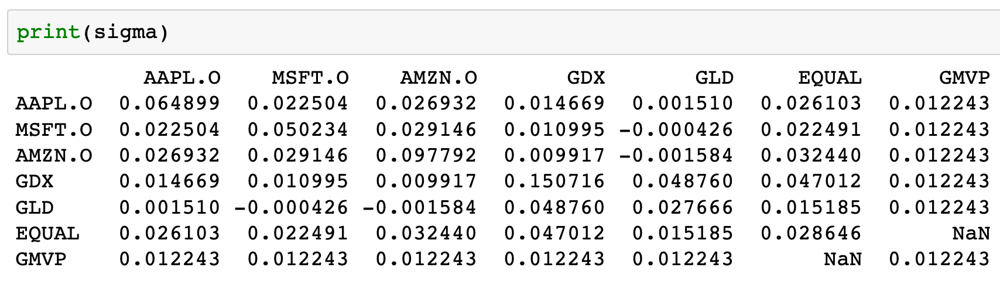 print(sigma)
AAPL.O MSFT.O AMZN.O GDX GLD EQUAL GMVP
AAPL.O 0.064899 0.022504 0.026932 0.014669 0.001510 0.026103 0.012243
MSFT.O 0.022504 0.050234 0.029146 0.010995 -0.000426 0.022491 0.012243
AMZN.O 0.026932 0.029146 0.097792 0.009917 -0.001584 0.032440 0.012243
GDX 0.014669 0.010995 0.009917 0.150716 0.048760 0.047012 0.012243
GLD 0.001510 -0.000426 -0.001584 0.048760 0.027666 0.015185 0.012243
EQUAL 0.026103 0.022491 0.032440 0.047012 0.015185 0.028646 NaN
GMVP 0.012243 0.012243 0.012243 0.012243 0.012243 NaN 0.012243